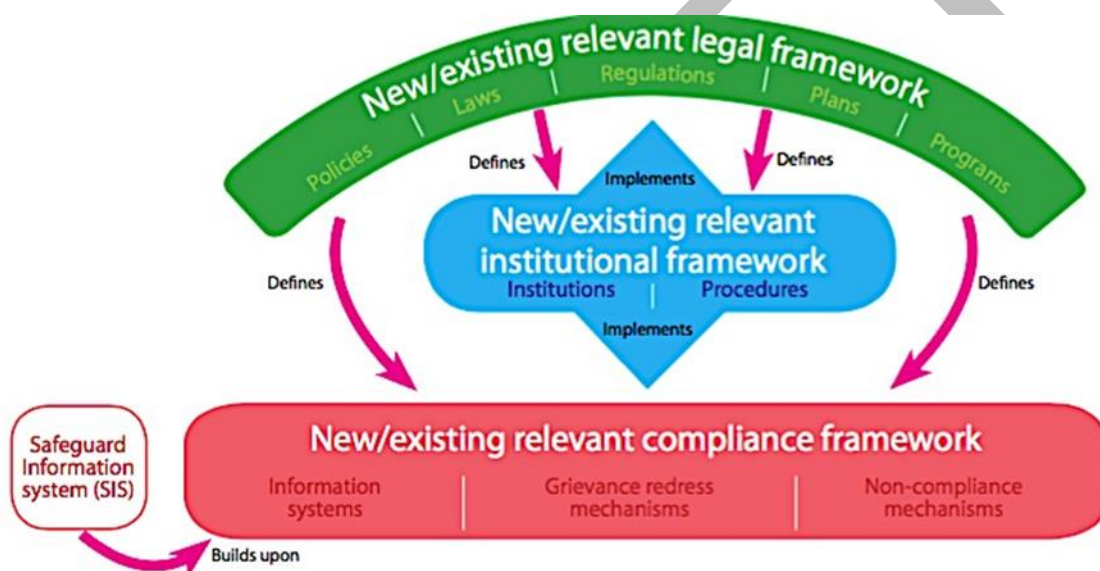 New/existing relevant legal framework
Policies
Laws
Regulations
Plans
Programs
Defines
Defines
Implements
New/existing relevant
institutional framework
Institutions
Procedures
Implements
Defines
Defines
New/existing relevant compliance framework
Information
systems
Grievance redress
mechanisms
Non-compliance
mechanisms
Safeguard
Information
system (SIS)
Builds upon